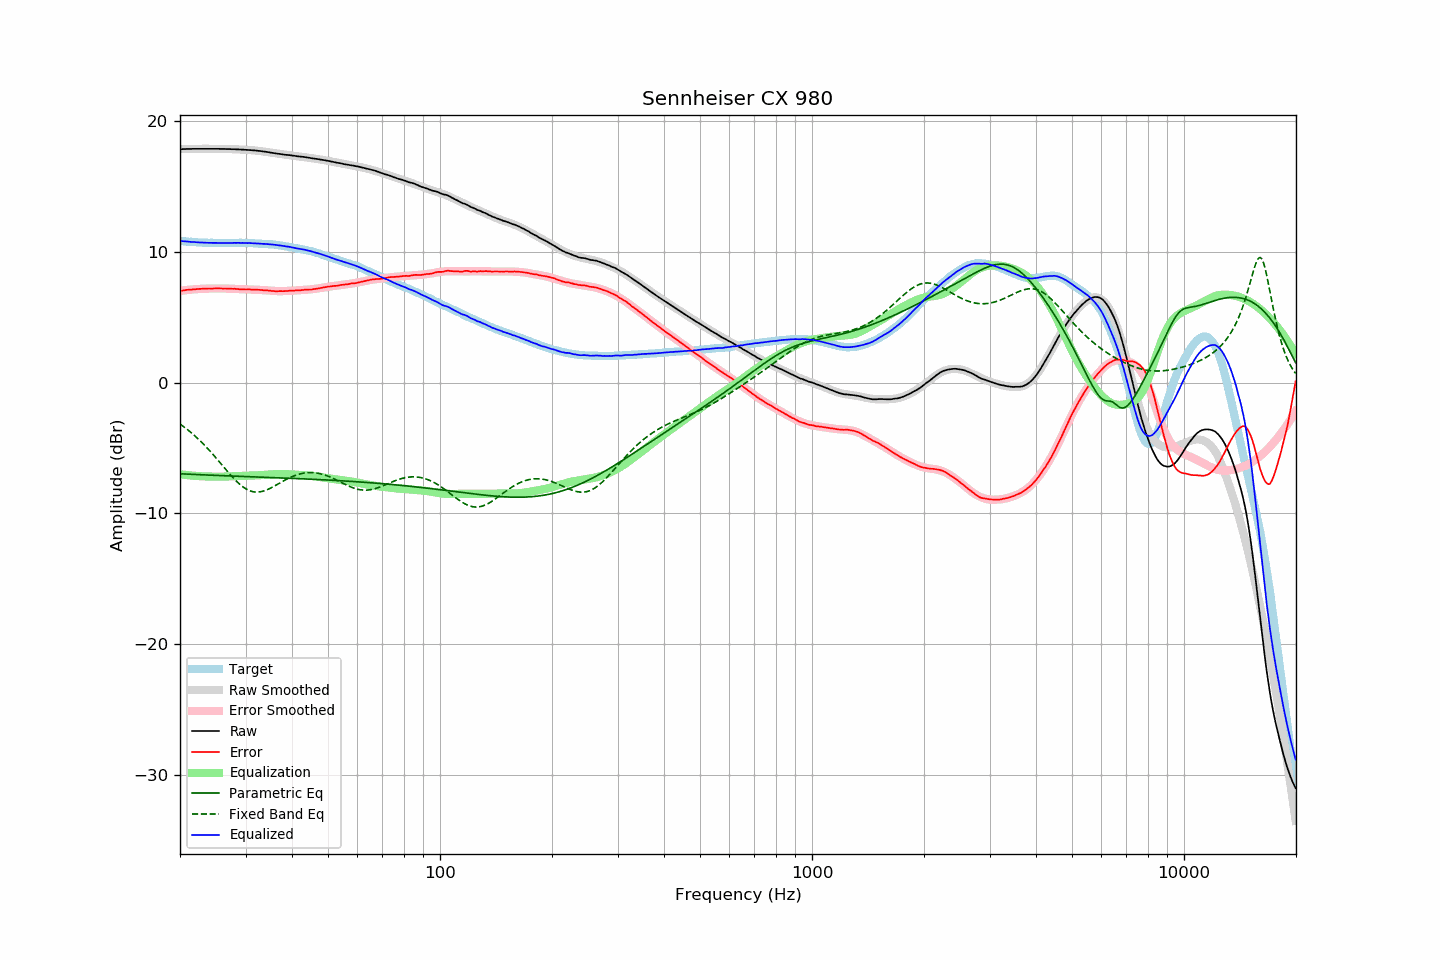 Sennheiser CX 980
20
10
0
−10
−20
−30
Amplitude (dBr)
Target
Raw Smoothed
Error Smoothed
Raw
Error
Equalization
Parametric Eq
Fixed Band Eq
Equalized
100
1000
10000
Frequency (Hz)